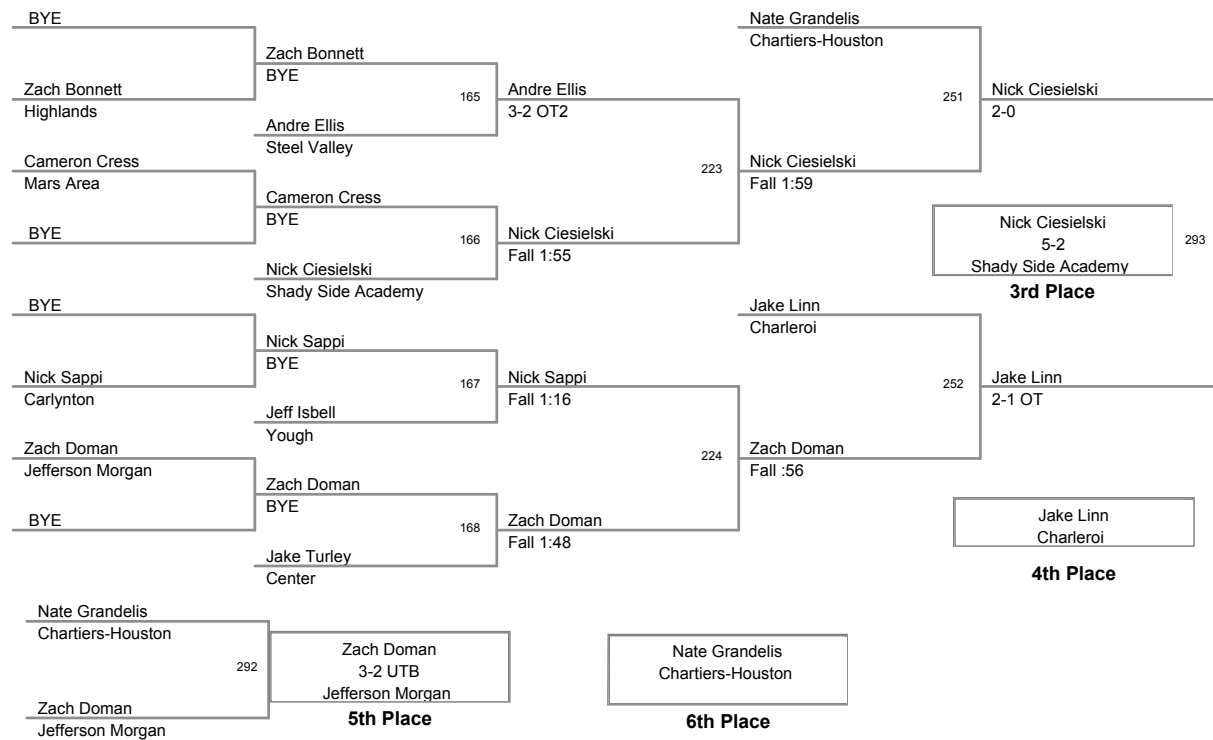 BYE
Zach Bonnett
Highlands
Cameron Cress
Mars Area
BYE
BYE
Nick Sappi
Carlynton
Zach Doman
Jefferson Morgan
BYE
Zach Bonnett
BYE
165
Andre Ellis
Steel Valley
Cameron Cress
BYE
166
Nick Ciesielski
Shady Side Academy
Nick Sappi
BYE
167
Jeff Isbell
Yough
Zach Doman
BYE
168
Jake Turley
Center
Andre Ellis
3-2 OT2
223
Nick Ciesielski
Fall 1:55
Nick Sappi
Fall 1:16
224
Zach Doman
Fall 1:48
Nate Grandelis
Chartiers-Houston
251
Nick Ciesielski
Fall 1:59
Jake Linn
Charleroi
252
Zach Doman
Fall :56
Nick Ciesielski
2-0
Nick Ciesielski
5-2
Shady Side Academy
293
3rd Place
Jake Linn
2-1 OT
Jake Linn
Charleroi
4th Place
Nate Grandelis
Chartiers-Houston
292
Zach Doman
Jefferson Morgan
Zach Doman
3-2 UTB
Jefferson Morgan
5th Place
Nate Grandelis
Chartiers-Houston
6th Place